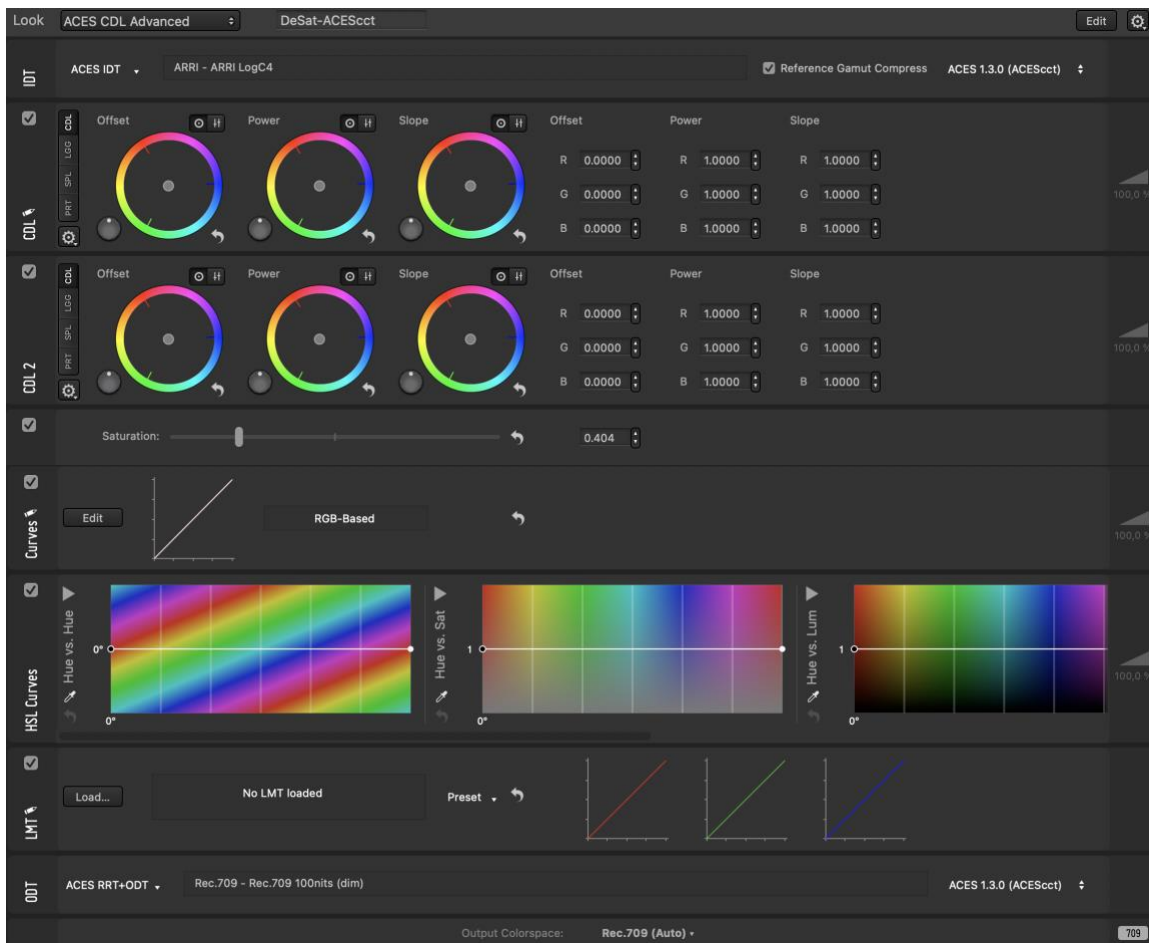 Look ACES CDL Advanced DeSat-ACEScct Edit
IDT ACES IDT ARRI - ARRI LogC4 Reference Gamut Compress ACES 1.3.0 (ACEScct)
CDL
CDL LGG SPL PRT
Offset Power Slope Offset Power Slope
R 0.0000 R 1.0000 R 1.0000
G 0.0000 G 1.0000 G 1.0000
B 0.0000 B 1.0000 B 1.0000
100,0 %
CDL 2
CDL LGG SPL PRT
Offset Power Slope Offset Power Slope
R 0.0000 R 1.0000 R 1.0000
G 0.0000 G 1.0000 G 1.0000
B 0.0000 B 1.0000 B 1.0000
100,0 %
Saturation: 0.404
Curves Edit RGB-Based
100,0 %
HSL Curves
Hue vs. Hue 0° 0°
Hue vs. Sat 1 0°
Hue vs. Lum 1 0°
100,0 %
LMT Load... No LMT loaded Preset
ODT ACES RRT+ODT Rec.709 - Rec.709 100nits (dim) ACES 1.3.0 (ACEScct)
Output Colorspace: Rec.709 (Auto) 709